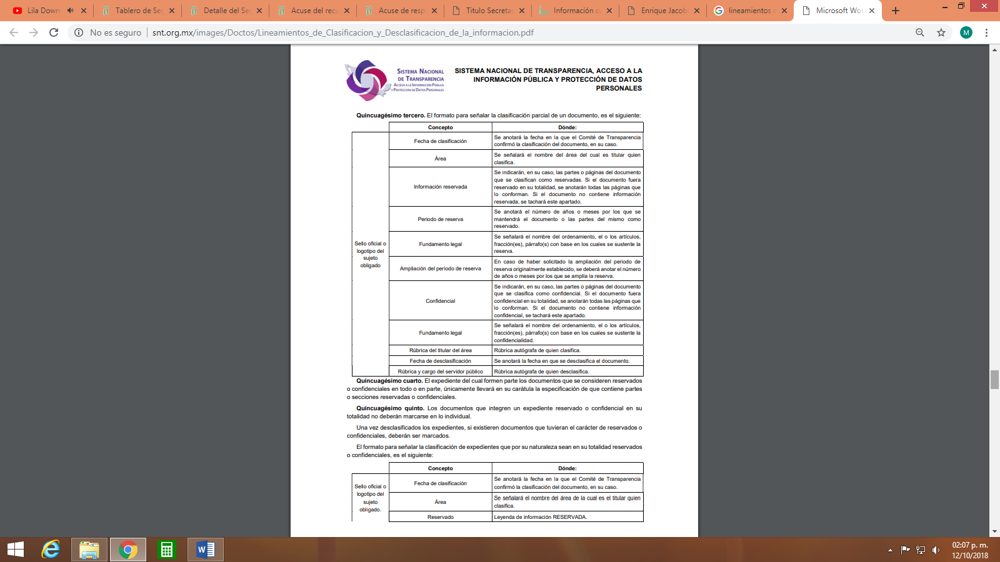 Lila Down
Tablero de Seg
Detalle del Se
Acuse del recu
Acuse de resp
Titulo Secretar
Información c
Enrique Jacob
lineamientos
Microsoft Wor
No es seguro
snt.org.mx/images/Doctos/Lineamientos_de_Clasificacion_y_Desclasificacion_de_la_informacion.pdf
M
SISTEMA NACIONAL
DE TRANSPARENCIA
ACCESO A LA INFORMACIÓN PÚBLICA
Y PROTECCIÓN DE DATOS PERSONALES
SISTEMA NACIONAL DE TRANSPARENCIA, ACCESO A LA
INFORMACIÓN PÚBLICA Y PROTECCIÓN DE DATOS
PERSONALES
Quincuagésimo tercero. El formato para señalar la clasificación parcial de un documento, es el siguiente:
Concepto
Dónde:
Sello oficial o
logotipo del
sujeto
obligado
Fecha de clasificación
Se anotará la fecha en la que el Comité de Transparencia
confirmó la clasificación del documento, en su caso.
Área
Se señalará el nombre del área del cual es titular quien
clasifica.
Información reservada
Se indicarán, en su caso, las partes o páginas del documento
que se clasifican como reservadas. Si el documento fuera
reservado en su totalidad, se anotarán todas las páginas que
lo conforman. Si el documento no contiene información
reservada, se tachará este apartado.
Periodo de reserva
Se anotará el número de años o meses por los que se
mantendrá el documento o las partes del mismo como
reservado.
Fundamento legal
Se señalará el nombre del ordenamiento, el o los artículos,
fracción(es), párrafo(s) con base en los cuales se sustente la
reserva.
Ampliación del periodo de reserva
En caso de haber solicitado la ampliación del periodo de
reserva originalmente establecido, se deberá anotar el número
de años o meses por los que se amplía la reserva.
Confidencial
Se indicarán, en su caso, las partes o páginas del documento
que se clasifica como confidencial. Si el documento fuera
confidencial en su totalidad, se anotarán todas las páginas que
lo conforman. Si el documento no contiene información
confidencial, se tachará este apartado.
Fundamento legal
Se señalará el nombre del ordenamiento, el o los artículos,
fracción(es), párrafo(s) con base en los cuales se sustente la
confidencialidad.
Rúbrica del titular del área
Rúbrica autógrafa de quien clasifica.
Fecha de desclasificación
Se anotará la fecha en que se desclasifica el documento.
Rúbrica y cargo del servidor público
Rúbrica autógrafa de quien desclasifica.
Quincuagésimo cuarto. El expediente del cual formen parte los documentos que se consideren reservados
o confidenciales en todo o en parte, únicamente llevará en su carátula la especificación de que contiene partes
o secciones reservadas o confidenciales.
Quincuagésimo quinto. Los documentos que integren un expediente reservado o confidencial en su
totalidad no deberán marcarse en lo individual.
Una vez desclasificados los expedientes, si existieren documentos que tuvieran el carácter de reservados o
confidenciales, deberán ser marcados.
El formato para señalar la clasificación de expedientes que por su naturaleza sean en su totalidad reservados
o confidenciales, es el siguiente:
Concepto
Dónde:
Sello oficial o
logotipo del
sujeto
obligado.
Fecha de clasificación
Se anotará la fecha en la que el Comité de Transparencia
confirmó la clasificación del documento, en su caso.
Área
Se señalará el nombre del área de la cual es el titular quien
clasifica.
Reservado
Leyenda de información RESERVADA.
02:07 p. m.
12/10/2018